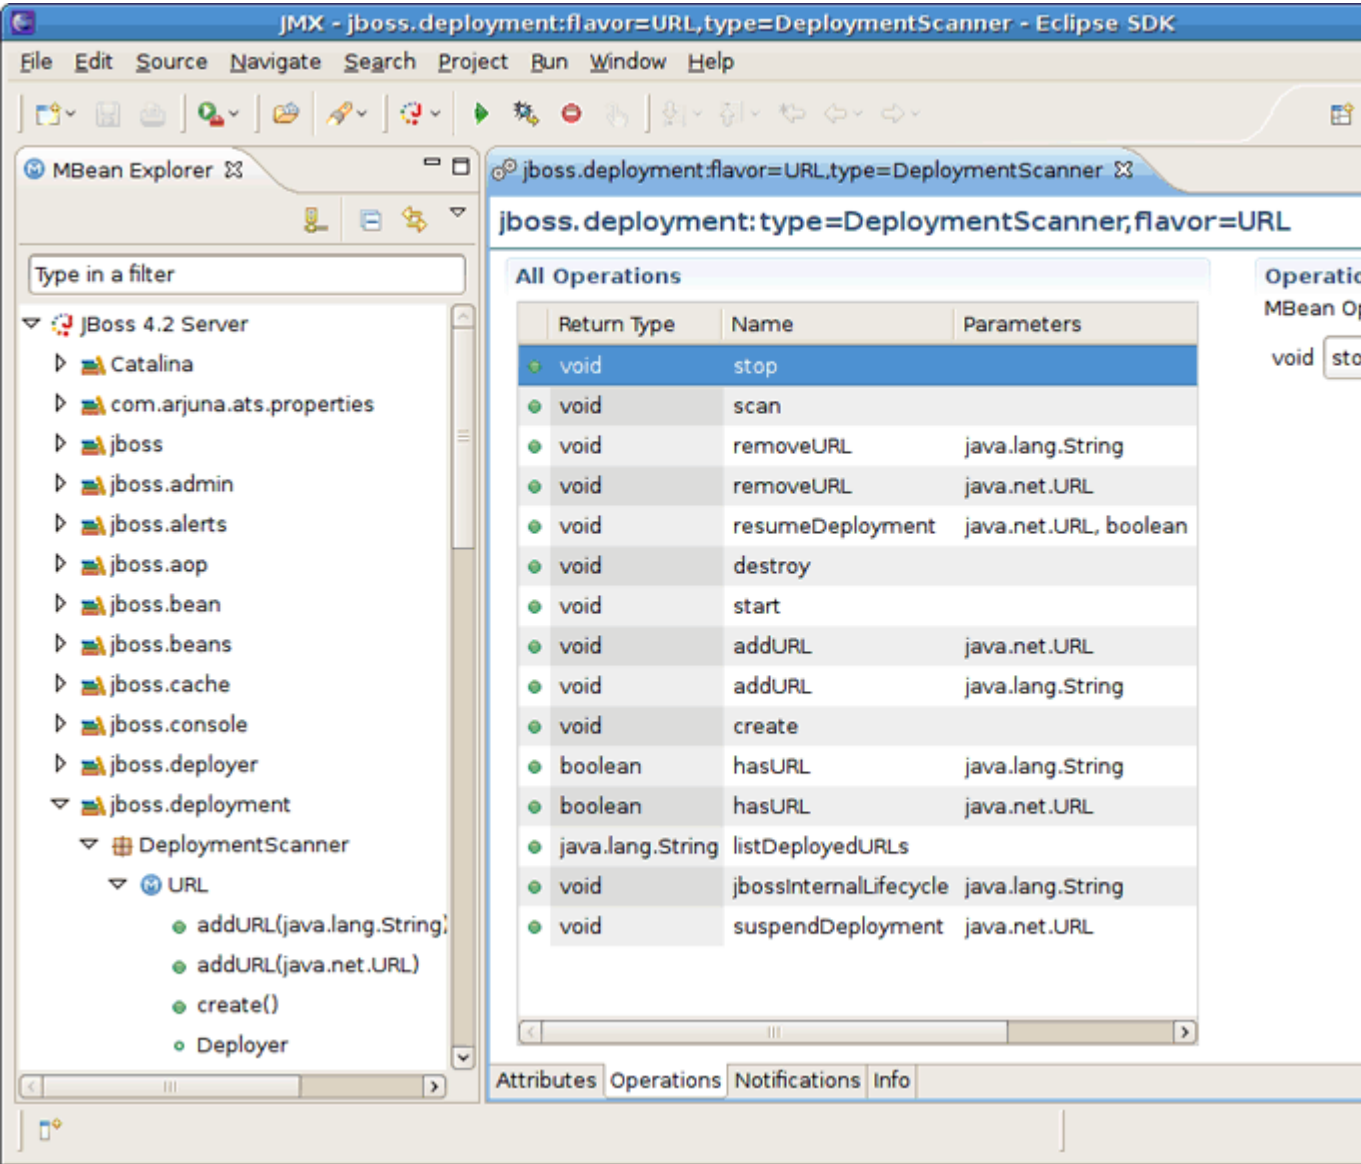 JMX - jboss.deployment:flavor=URL,type=DeploymentScanner - Eclipse SDK
File Edit Source Navigate Search Project Run Window Help
MBean Explorer
jboss.deployment:flavor=URL,type=DeploymentScanner
jboss.deployment:type=DeploymentScanner,flavor=URL
Type in a filter
JBoss 4.2 Server
Catalina
com.arjuna.ats.properties
jboss
jboss.admin
jboss.alerts
jboss.aop
jboss.bean
jboss.beans
jboss.cache
jboss.console
jboss.deployer
jboss.deployment
DeploymentScanner
URL
addURL(java.lang.String)
addURL(java.net.URL)
create()
Deployer
All Operations
Return Type Name Parameters
void stop
void scan
void removeURL java.lang.String
void removeURL java.net.URL
void resumeDeployment java.net.URL, boolean
void destroy
void start
void addURL java.net.URL
void addURL java.lang.String
void create
boolean hasURL java.lang.String
boolean hasURL java.net.URL
java.lang.String listDeployedURLs
void jbossInternalLifecycle java.lang.String
void suspendDeployment java.net.URL
Attributes Operations Notifications Info
Operatio
MBean Op
void sto